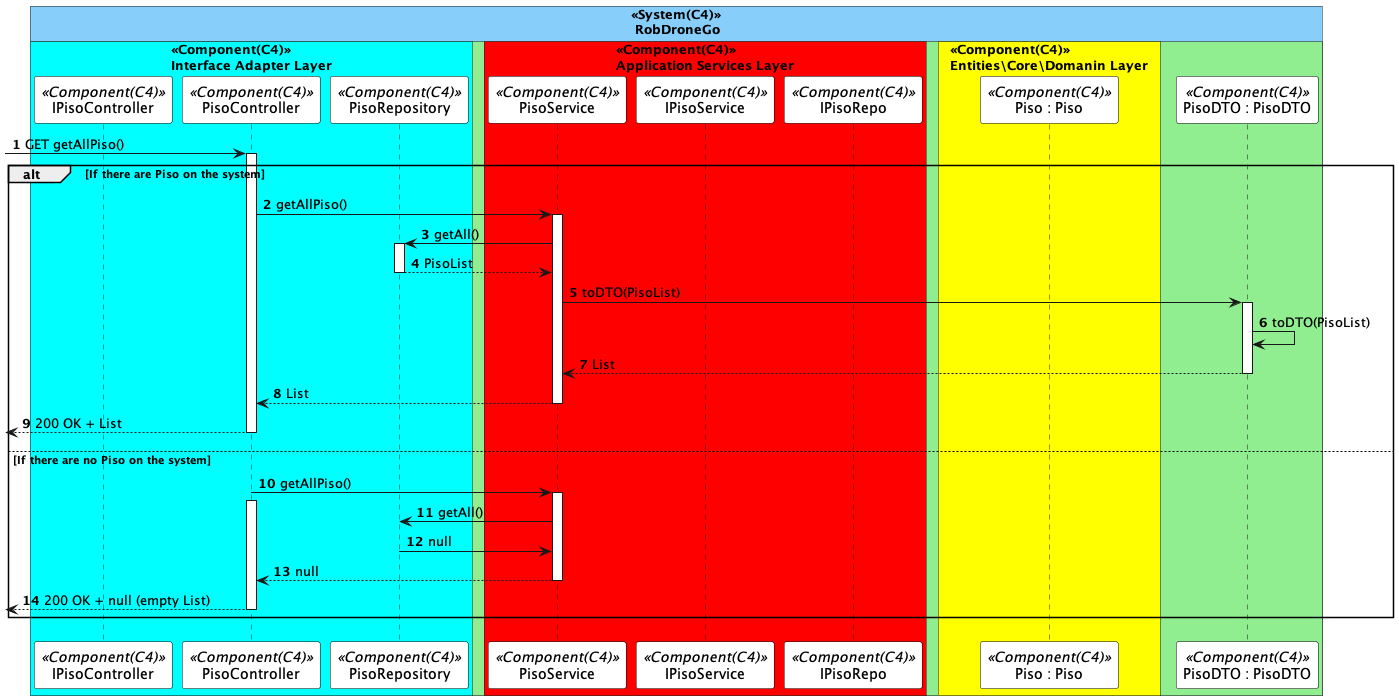 «System(C4)»
RobDroneGo
«Component(C4)»
Interface Adapter Layer
«Component(C4)»
Application Services Layer
«Component(C4)»
Entities\Core\Domanin Layer
«Component(C4)»
IPisoController
«Component(C4)»
PisoController
«Component(C4)»
PisoRepository
«Component(C4)»
PisoService
«Component(C4)»
IPisoService
«Component(C4)»
IPisoRepo
«Component(C4)»
Piso : Piso
«Component(C4)»
PisoDTO : PisoDTO
1 GET getAllPiso()
alt [If there are Piso on the system]
2 getAllPiso()
3 getAll()
4 PisoList
5 toDTO(PisoList)
6 toDTO(PisoList)
7 List
8 List
9 200 OK + List
[If there are no Piso on the system]
10 getAllPiso()
11 getAll()
12 null
13 null
14 200 OK + null (empty List)
«Component(C4)»
IPisoController
«Component(C4)»
PisoController
«Component(C4)»
PisoRepository
«Component(C4)»
PisoService
«Component(C4)»
IPisoService
«Component(C4)»
IPisoRepo
«Component(C4)»
Piso : Piso
«Component(C4)»
PisoDTO : PisoDTO